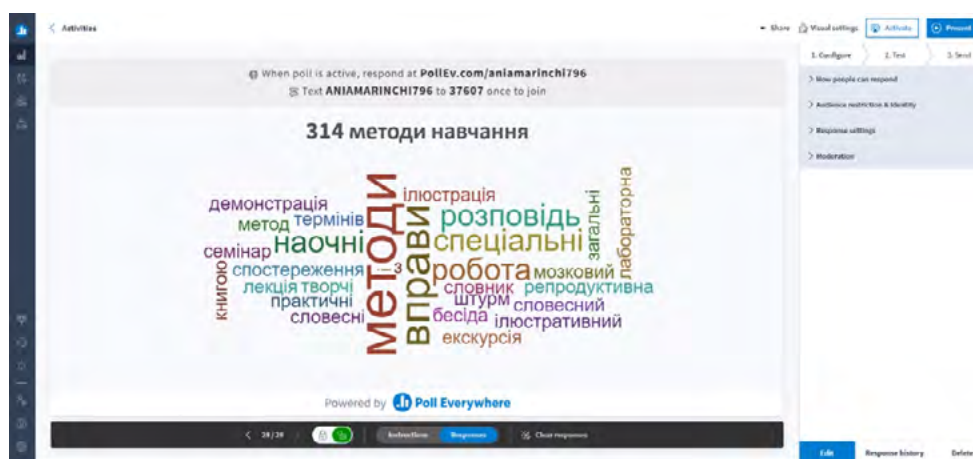 Activities
Share
Visual settings
Activate
Present
1. Configure
2. Test
3. Send
When poll is active, respond at PollEv.com/aniamarinchi796
Text ANIAMARINCHI796 to 37607 once to join
How people can respond
Audience restriction & Identity
Response settings
Moderation
314 методи навчання
методи
вправи
ілюстрація
демонстрація
розповідь
метод
термінів
наочні
спеціальні
загальні
лабораторна
семінар
спостереження
з
робота
мозковий
книгою
лекція
творчі
словник
репродуктивна
практичні
штурм
словесний
словесні
бесіда
ілюстративний
екскурсія
Powered by Poll Everywhere
28/28
Instructions
Responses
Clear responses
Edit
Response history
Delete